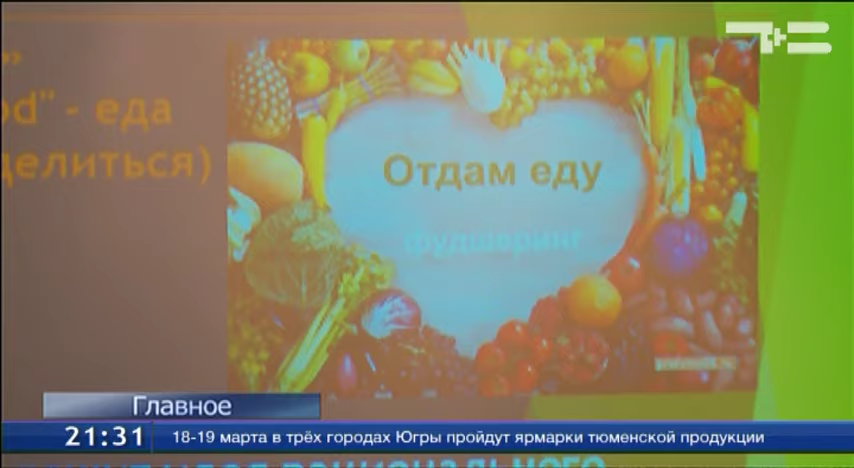 "
od" - еда
делиться)
Отдам еду
фудшеринг
Главное
21:31
18-19 марта в трёх городах Югры пройдут ярмарки тюменской продукции
рационального